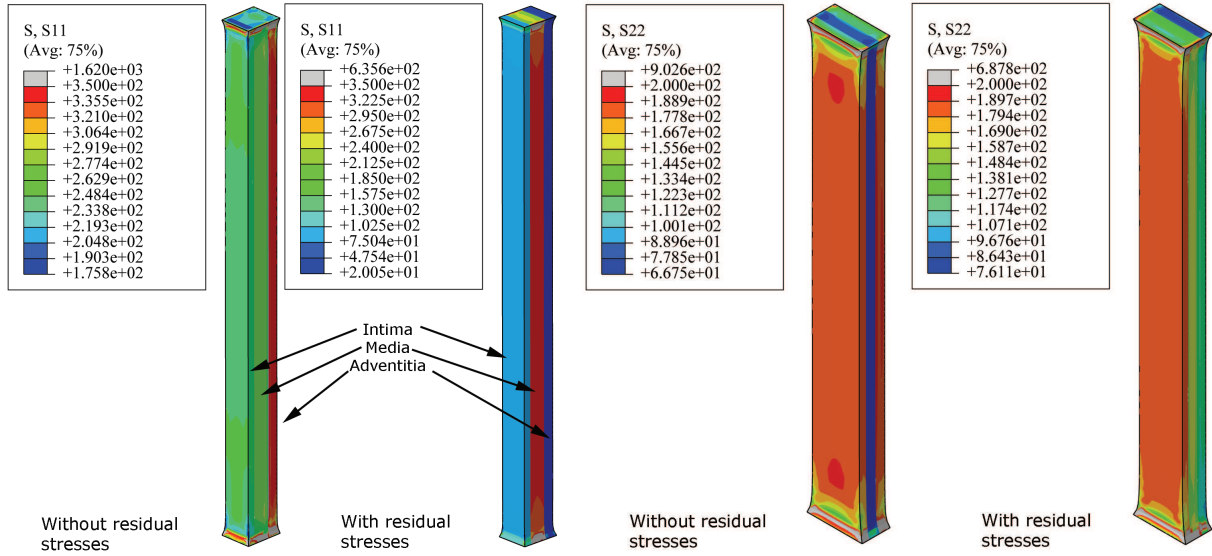 S, S11
(Avg: 75%)
+1.620e+03
+3.500e+02
+3.355e+02
+3.210e+02
+3.064e+02
+2.919e+02
+2.774e+02
+2.629e+02
+2.484e+02
+2.338e+02
+2.193e+02
+2.048e+02
+1.903e+02
+1.758e+02
S, S11
(Avg: 75%)
+6.356e+02
+3.500e+02
+3.225e+02
+2.950e+02
+2.675e+02
+2.400e+02
+2.125e+02
+1.850e+02
+1.575e+02
+1.300e+02
+1.025e+02
+7.504e+01
+4.754e+01
+2.005e+01
S, S22
(Avg: 75%)
+9.026e+02
+2.000e+02
+1.889e+02
+1.778e+02
+1.667e+02
+1.556e+02
+1.445e+02
+1.334e+02
+1.223e+02
+1.112e+02
+1.001e+02
+8.896e+01
+7.785e+01
+6.675e+01
S, S22
(Avg: 75%)
+6.878e+02
+2.000e+02
+1.897e+02
+1.794e+02
+1.690e+02
+1.587e+02
+1.484e+02
+1.381e+02
+1.277e+02
+1.174e+02
+1.071e+02
+9.676e+01
+8.643e+01
+7.611e+01
Intima
Media
Adventitia
Without residual
stresses
With residual
stresses
Without residual
stresses
With residual
stresses